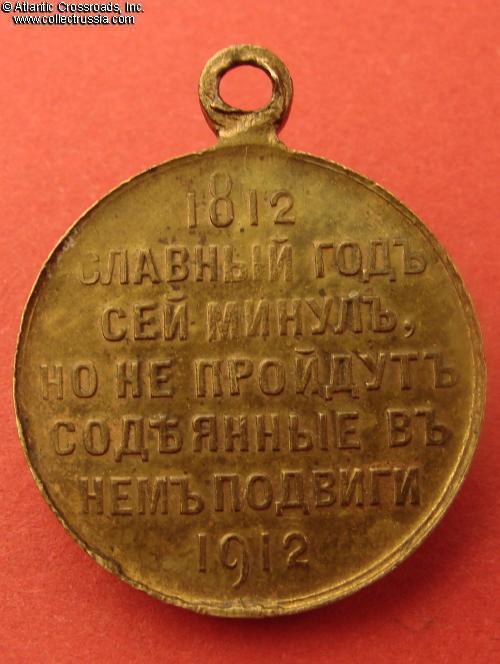 © Atlantic Crossroads, Inc.
www.collectrussia.com
1812
СЛАВНЫЙ ГОДЪ
СЕЙ МИНУЛЪ,
НО НЕ ПРОЙДУТЪ
СОДѢЯННЫЕ ВЪ
НЕМЪ ПОДВИГИ
1912